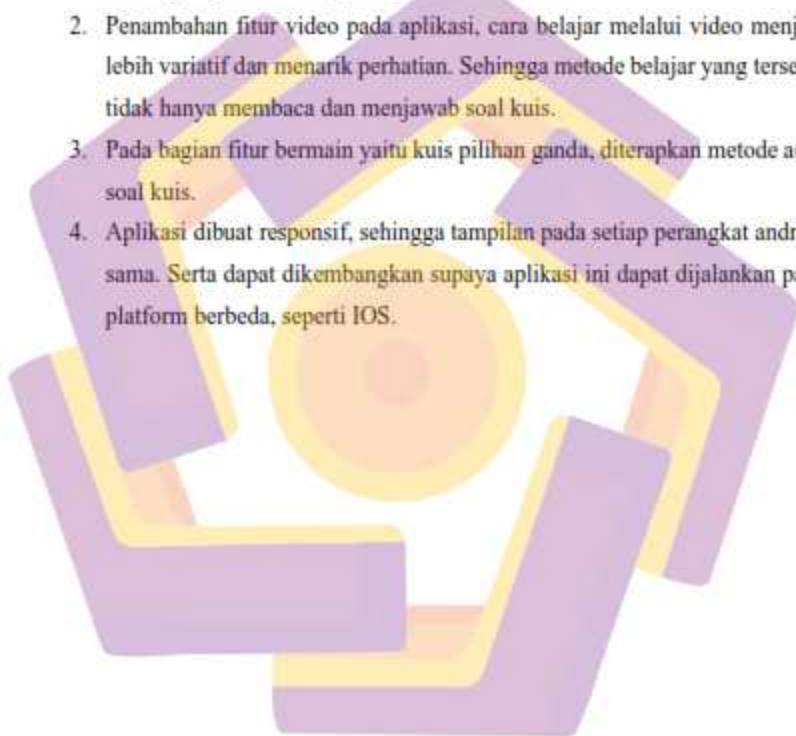 2. Penambahan fitur video pada aplikasi, cara belajar melalui video menj
lebih variatif dan menarik perhatian. Sehingga metode belajar yang terse
tidak hanya membaca dan menjawab soal kuis.
3. Pada bagian fitur bermain yaitu kuis pilihan ganda, diterapkan metode a
soal kuis.
4. Aplikasi dibuat responsif, sehingga tampilan pada setiap perangkat andr
sama. Serta dapat dikembangkan supaya aplikasi ini dapat dijalankan pa
platform berbeda, seperti IOS.